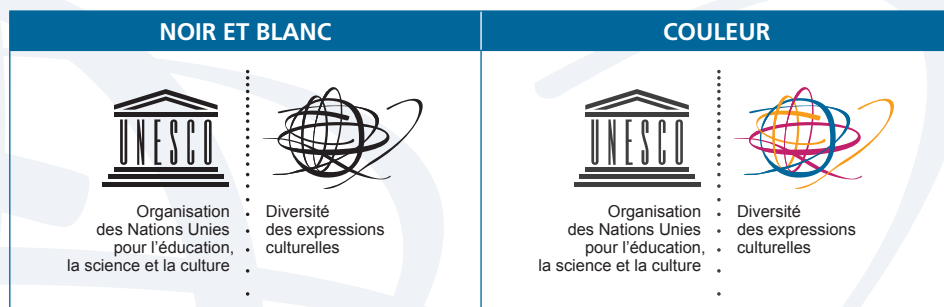 NOIR ET BLANC
COULEUR
UNESCO
Organisation
des Nations Unies
pour l'éducation,
la science et la culture
Diversité
des expressions
culturelles
UNESCO
Organisation
des Nations Unies
pour l'éducation,
la science et la culture
Diversité
des expressions
culturelles